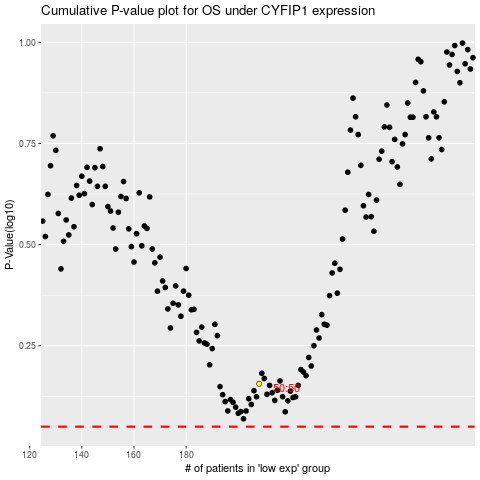 Cumulative P-value plot for OS under CYFIP1 expression
P-Value(log10)
1.00
0.75
0.50
0.25
50:50
120 140 160 180
# of patients in 'low exp' group